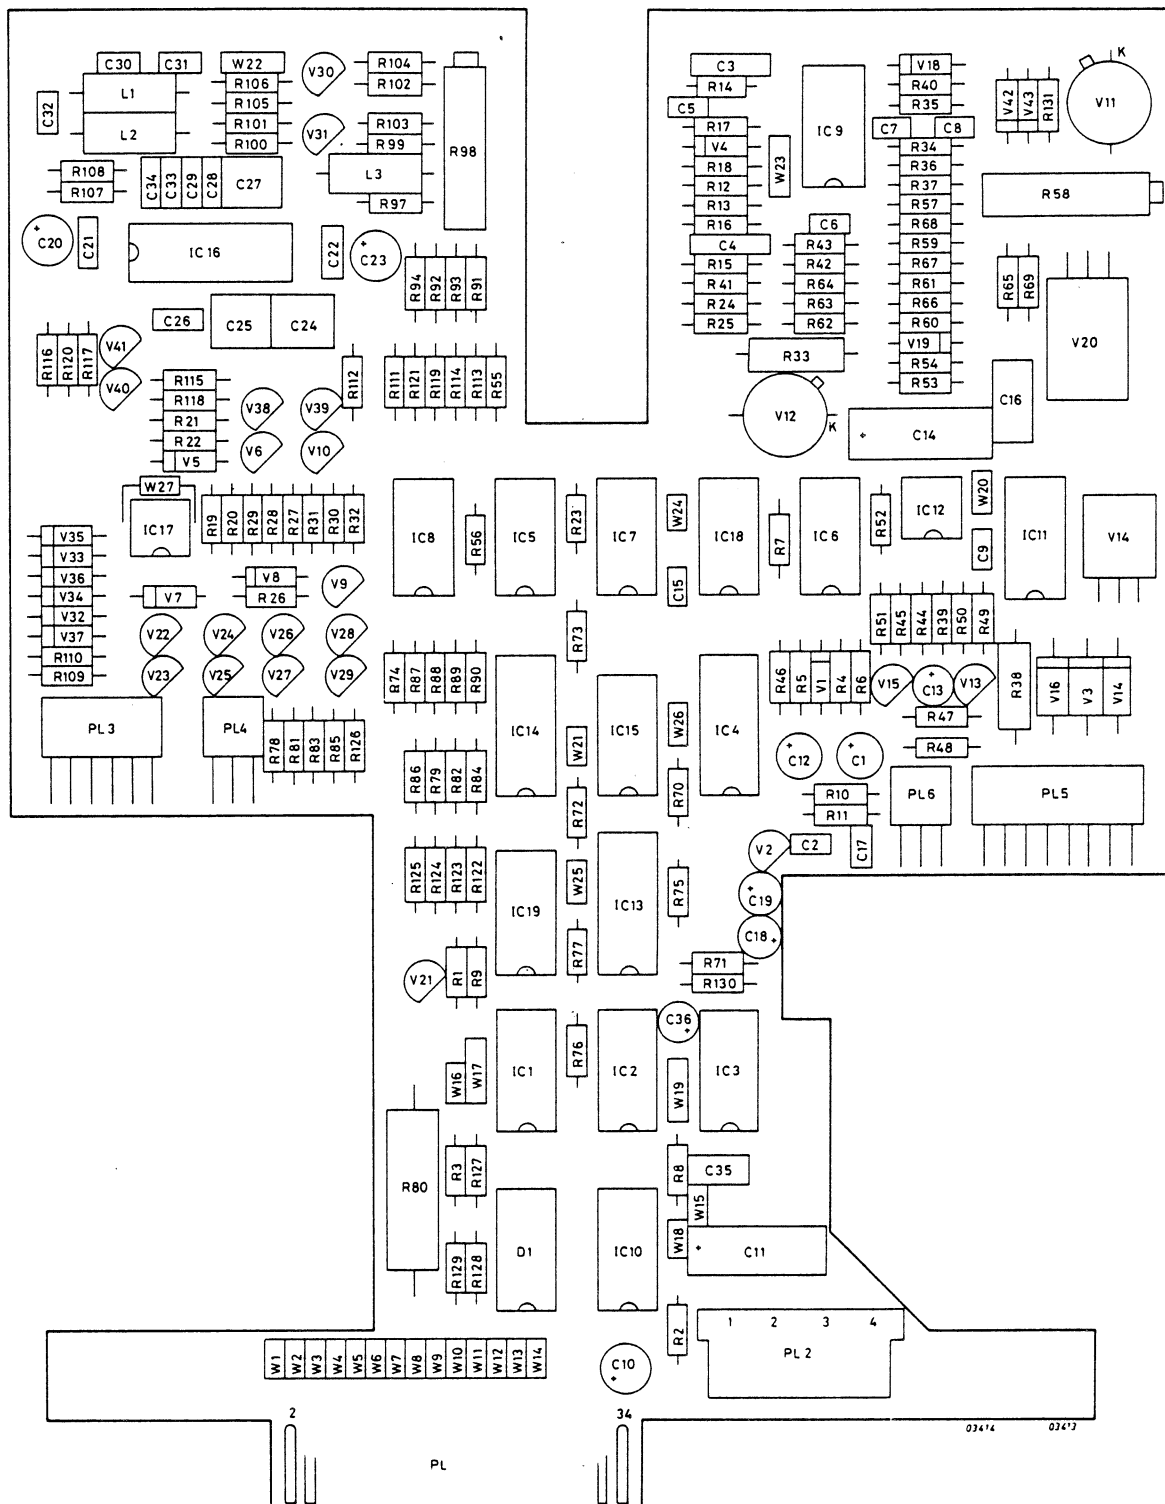 C30 C31 W22 V30 R104
R106 R102
L1
R105
C32
L2 R101 V31 R103
R100 R99
R98
R108 C34 C33 C29 C28 C27 L3
R107
R97
+ C20 C21 IC16 C22 + C23
R94 R92 R93 R91
C26 C25 C24
R116 R120 R117 V41
V40 R112 R111 R121 R119 R114 R113 R55
R115
R118 V38 V39
R21
R22 V6 V10
V5
C3 V18 K
R14 IC9 R40 V42 V43 R131 V11
C5 R35
R17 C7 C8
V4 W23 R34
R18 R36
R12 R37 R58
R13 R57
R16 C6 R68
C4 R43 R59
R15 R42 R67 R65 R69
R41 R64 R61
R24 R63 R66
R25 R62 R60 V20
V19
R33 R54
R53
V12 K + C14 C16
W27
IC17 R19 R20 R29 R28 R27 R31 R30 R32
V35
V33
V36 V8 V9
V34 V7 R26
V32
V37 V22 V24 V26 V28
R110
R109 V23 V25 V27 V29
PL3 PL4 R78 R81 R83 R85 R126
IC8 R56 IC5 R23 IC7 W24 IC18 R7 IC6 R52 IC12 W20 IC11 V14
C15 C9
R73 R51 R45 R44 R39 R50 R49
R74 R87 R88 R89 R90 R46 R5 V1 R4 R6 V15 + C13 V13 R38 V16 V3 V14
IC14 W21 IC15 W26 IC4 R47
R86 R79 R82 R84 + C12 + C1 R48
R72 R70 R10 PL6 PL5
R11
V2 C2 C17
R125 R124 R123 R122 IC19 W25 IC13 R75 + C19
C18 +
R77 R71
V21 R1 R9 R130
C36 +
W16 W17 IC1 R76 IC2 W19 IC3
R80 R3 R127 R8 C35
W15
R129 R128 D1 IC10 W18 + C11
R2 1 2 3 4
W1 W2 W3 W4 W5 W6 W7 W8 W9 W10 W11 W12 W13 W14 C10 + PL2
2 34 03414 03413
PL